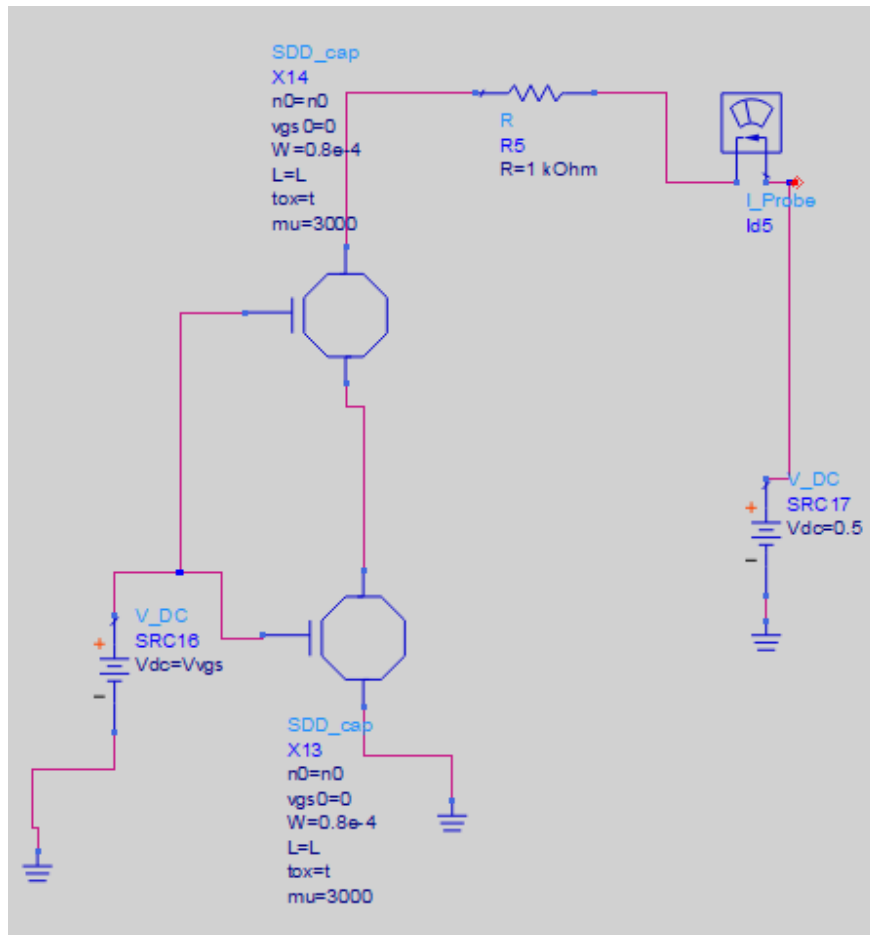 SDD_cap
X14
n0=n0
vgs0=0
W=0.8e-4
L=L
tox=t
mu=3000
R
R5
R=1 kOhm
I_Probe
Id5
V_DC
SRC17
Vdc=0.5
+
−
V_DC
SRC16
Vdc=Vvgs
+
−
SDD_cap
X13
n0=n0
vgs0=0
W=0.8e-4
L=L
tox=t
mu=3000